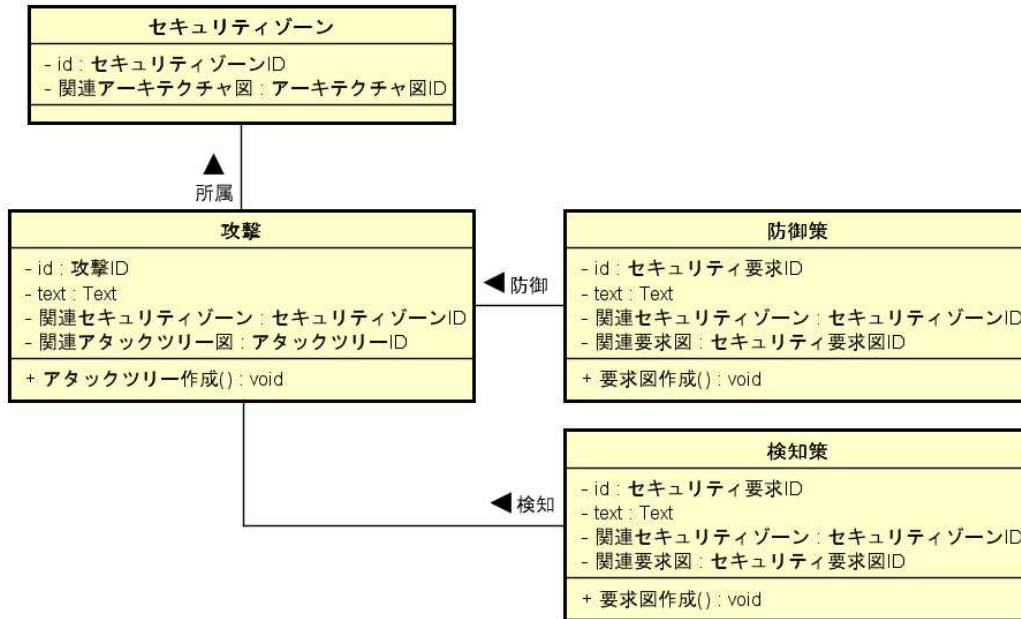 セキュリティゾーン
- id : セキュリティゾーンID
- 関連アーキテクチャ図 : アーキテクチャ図ID
所属
攻撃
- id : 攻撃ID
- text : Text
- 関連セキュリティゾーン : セキュリティゾーンID
- 関連アタックツリー図 : アタックツリーID
+ アタックツリー作成() : void
防御
防御策
- id : セキュリティ要求ID
- text : Text
- 関連セキュリティゾーン : セキュリティゾーンID
- 関連要求図 : セキュリティ要求図ID
+ 要求図作成() : void
検知
検知策
- id : セキュリティ要求ID
- text : Text
- 関連セキュリティゾーン : セキュリティゾーンID
- 関連要求図 : セキュリティ要求図ID
+ 要求図作成() : void